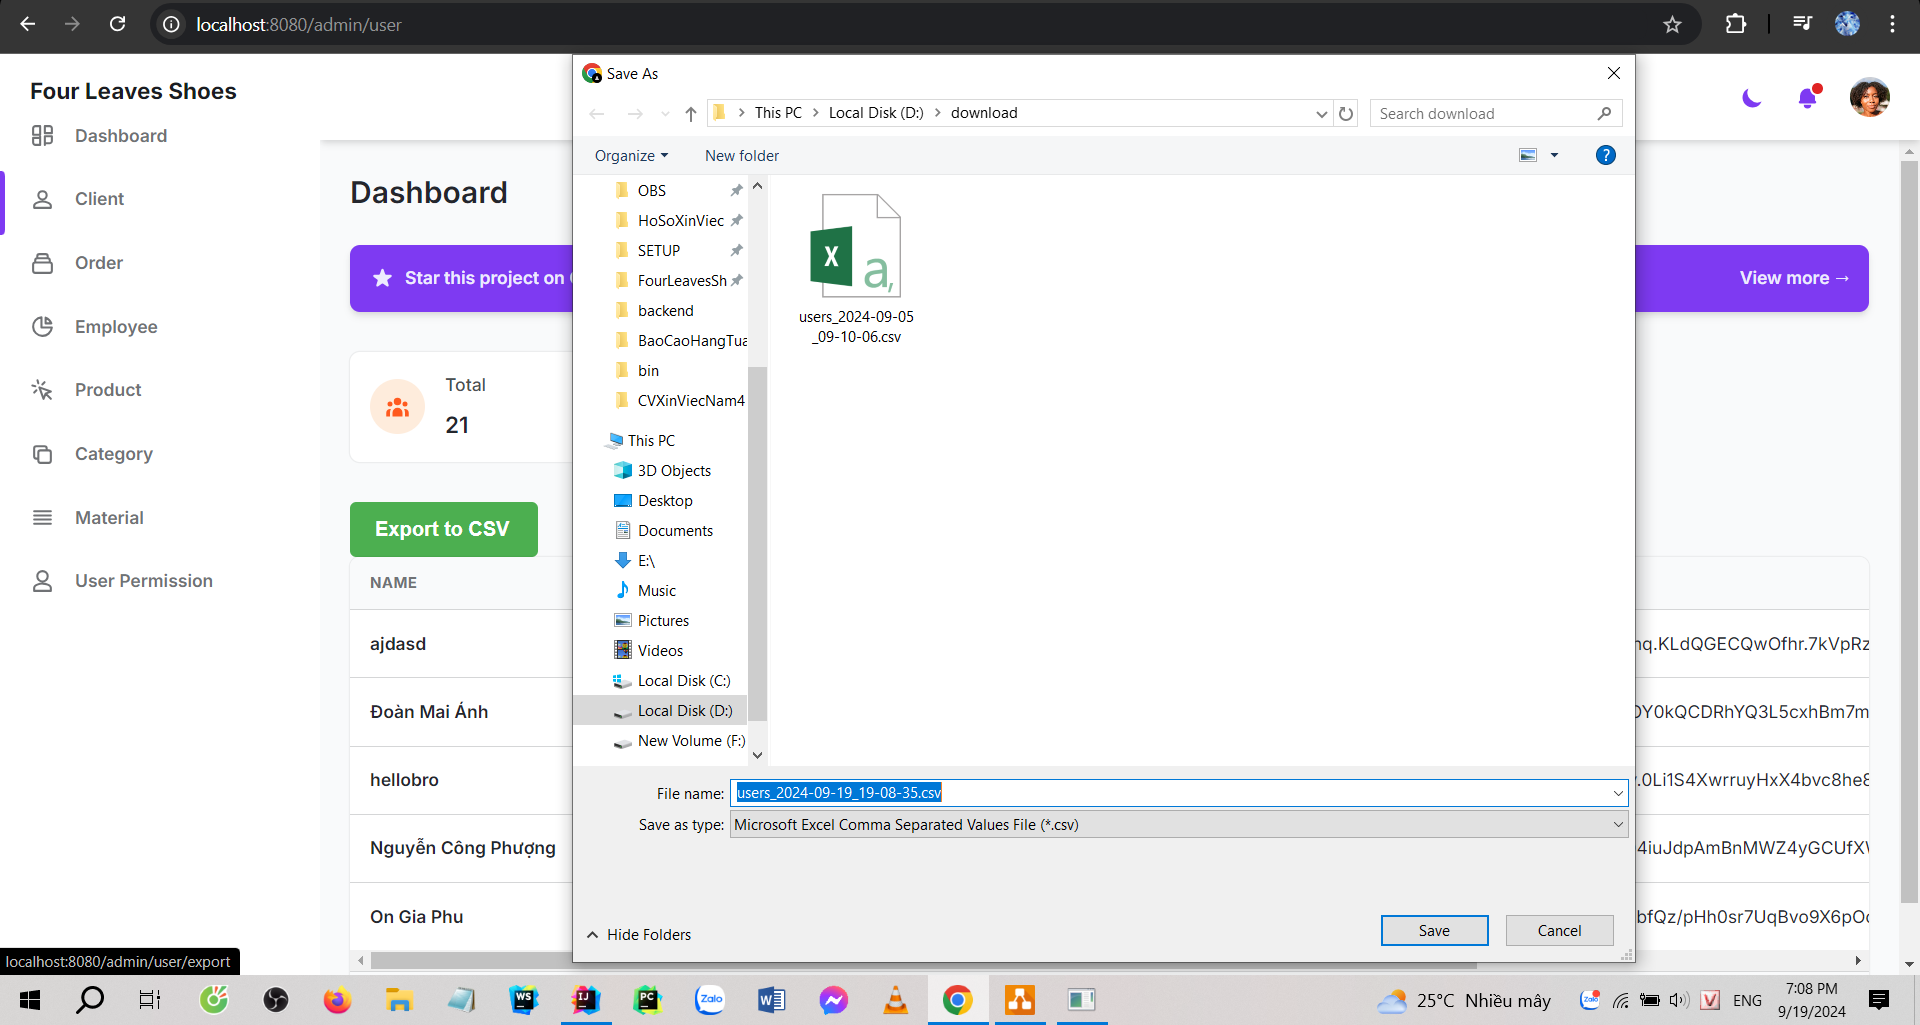 localhost:8080/admin/user
Four Leaves Shoes
Dashboard
Client
Order
Employee
Product
Category
Material
User Permission
Dashboard
Star this project on
View more →
Total
21
Export to CSV
NAME
ajdasd
Đoàn Mai Ánh
hellobro
Nguyễn Công Phượng
On Gia Phu
Save As
This PC > Local Disk (D:) > download
Search download
Organize
New folder
OBS
HoSoXinViec
SETUP
FourLeavesSh
backend
BaoCaoHangTua
bin
CVXinViecNam4
This PC
3D Objects
Desktop
Documents
E:\
Music
Pictures
Videos
Local Disk (C:)
Local Disk (D:)
New Volume (F:)
users_2024-09-05
_09-10-06.csv
File name: users_2024-09-19_19-08-35.csv
Save as type: Microsoft Excel Comma Separated Values File (*.csv)
Hide Folders
Save
Cancel
.KLdQGECQwOfhr.7kVpRz
Y0kQCDRhYQ3L5cxhBm7m
.0Li1S4XwrruyHxX4bvc8he8
4iuJdpAmBnMWZ4yGCUfX
bfQz/pHh0sr7UqBvo9X6pO
localhost:8080/admin/user/export
25°C Nhiều mây
ENG
7:08 PM
9/19/2024